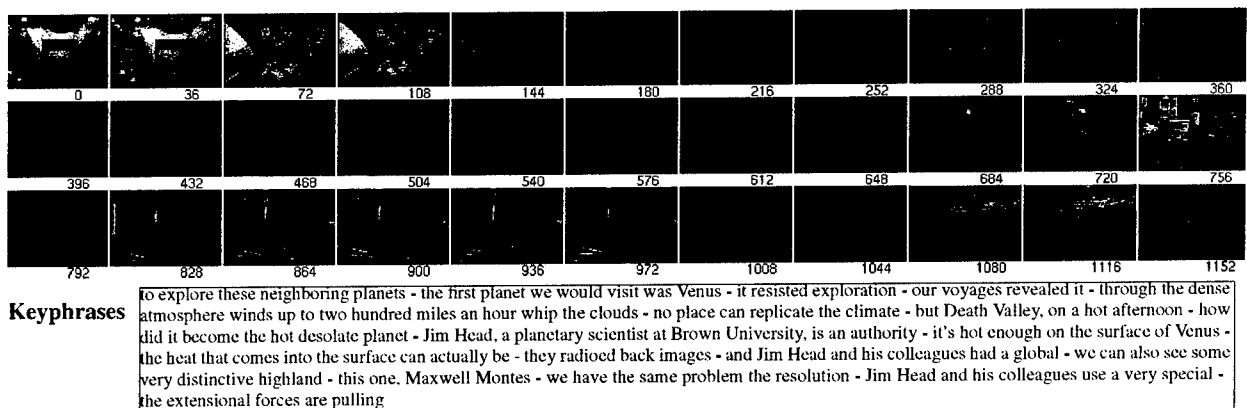 0 36 72 108 144 180 216 252 288 324 360
396 432 468 504 540 576 612 648 684 720 756
792 828 864 900 936 972 1008 1044 1080 1116 1152
Keyphrases
to explore these neighboring planets - the first planet we would visit was Venus - it resisted exploration - our voyages revealed it - through the dense
atmosphere winds up to two hundred miles an hour whip the clouds - no place can replicate the climate - but Death Valley, on a hot afternoon - how
did it become the hot desolate planet - Jim Head, a planetary scientist at Brown University, is an authority - it's hot enough on the surface of Venus -
the heat that comes into the surface can actually be - they radioed back images - and Jim Head and his colleagues had a global - we can also see some
very distinctive highland - this one, Maxwell Montes - we have the same problem the resolution - Jim Head and his colleagues use a very special -
the extensional forces are pulling